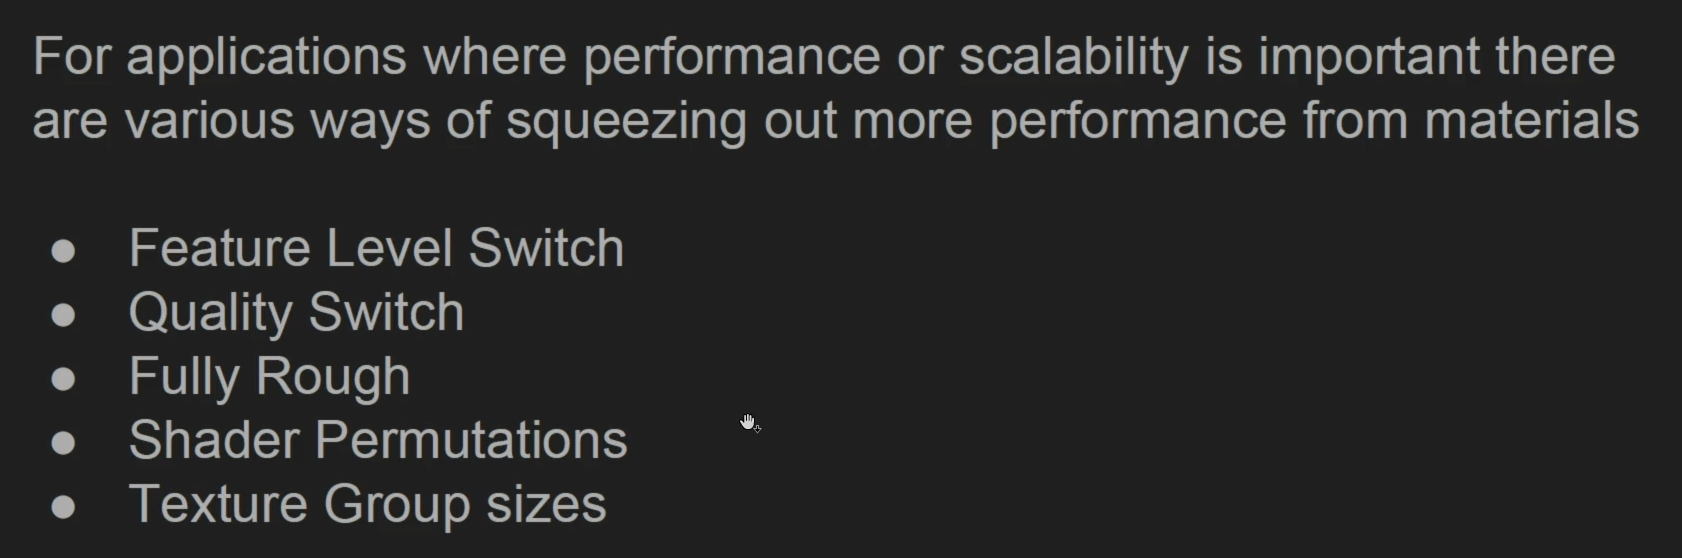 For applications where performance or scalability is important there
are various ways of squeezing out more performance from materials
● Feature Level Switch
● Quality Switch
● Fully Rough
● Shader Permutations
● Texture Group sizes